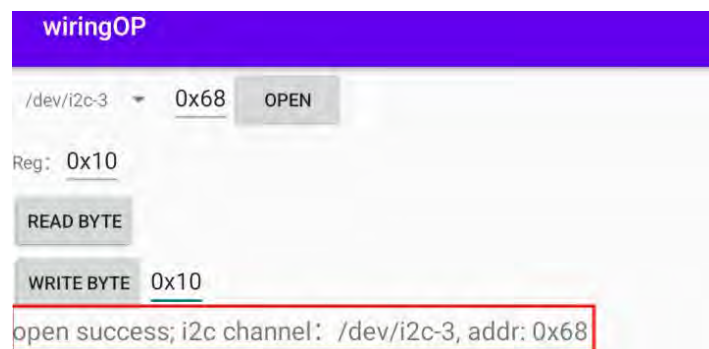 wiringOP
/dev/i2c-3 0x68 OPEN
Reg: 0x10
READ BYTE
WRITE BYTE 0x10
open success; i2c channel: /dev/i2c-3, addr: 0x68